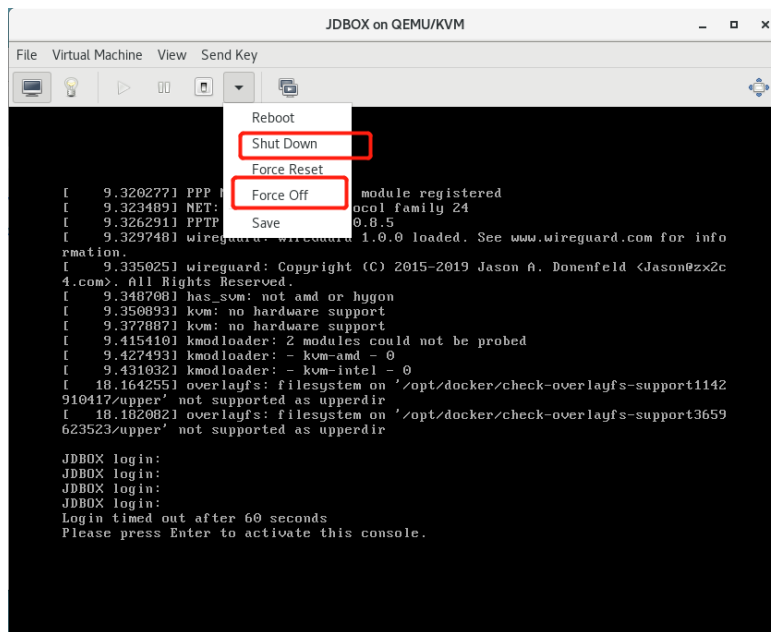 JDBOX on QEMU/KVM
File Virtual Machine View Send Key
Reboot
Shut Down
Force Reset
Force Off
Save
[ 9.320277] PPP module registered
[ 9.323489] NET: ocol family 24
[ 9.326291] PPTP 0.8.5
[ 9.329748] wireguard: WireGuard 1.0.0 loaded. See www.wireguard.com for info
rmation.
[ 9.335025] wireguard: Copyright (C) 2015-2019 Jason A. Donenfeld <Jason@zx2c
4.com>. All Rights Reserved.
[ 9.348708] has_svm: not amd or hygon
[ 9.350893] kvm: no hardware support
[ 9.377887] kvm: no hardware support
[ 9.415410] kmodloader: 2 modules could not be probed
[ 9.427493] kmodloader: - kvm-amd - 0
[ 9.431032] kmodloader: - kvm-intel - 0
[ 18.164255] overlayfs: filesystem on '/opt/docker/check-overlayfs-support1142
910417/upper' not supported as upperdir
[ 18.182082] overlayfs: filesystem on '/opt/docker/check-overlayfs-support3659
623523/upper' not supported as upperdir
JDBOX login:
JDBOX login:
JDBOX login:
JDBOX login:
Login timed out after 60 seconds
Please press Enter to activate this console.